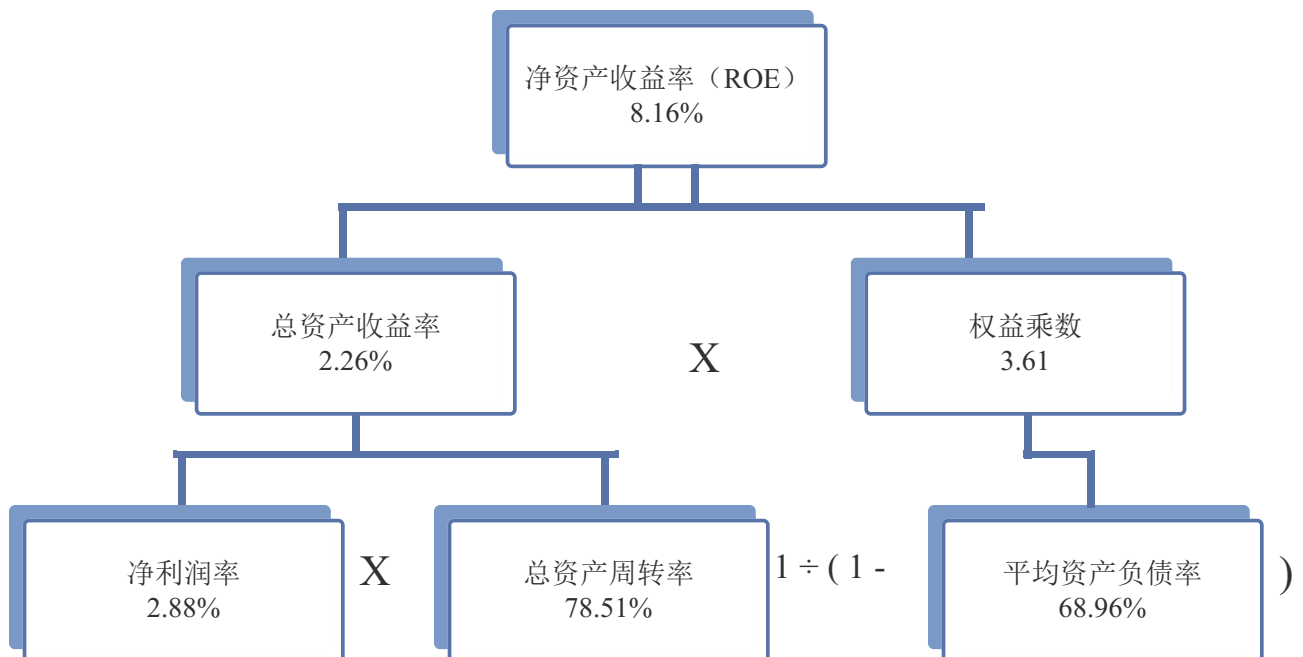 净资产收益率（ROE）
8.16%
总资产收益率
2.26%
X
权益乘数
3.61
净利润率
2.88%
X
总资产周转率
78.51%
1 ÷ ( 1 -
平均资产负债率
68.96%
)